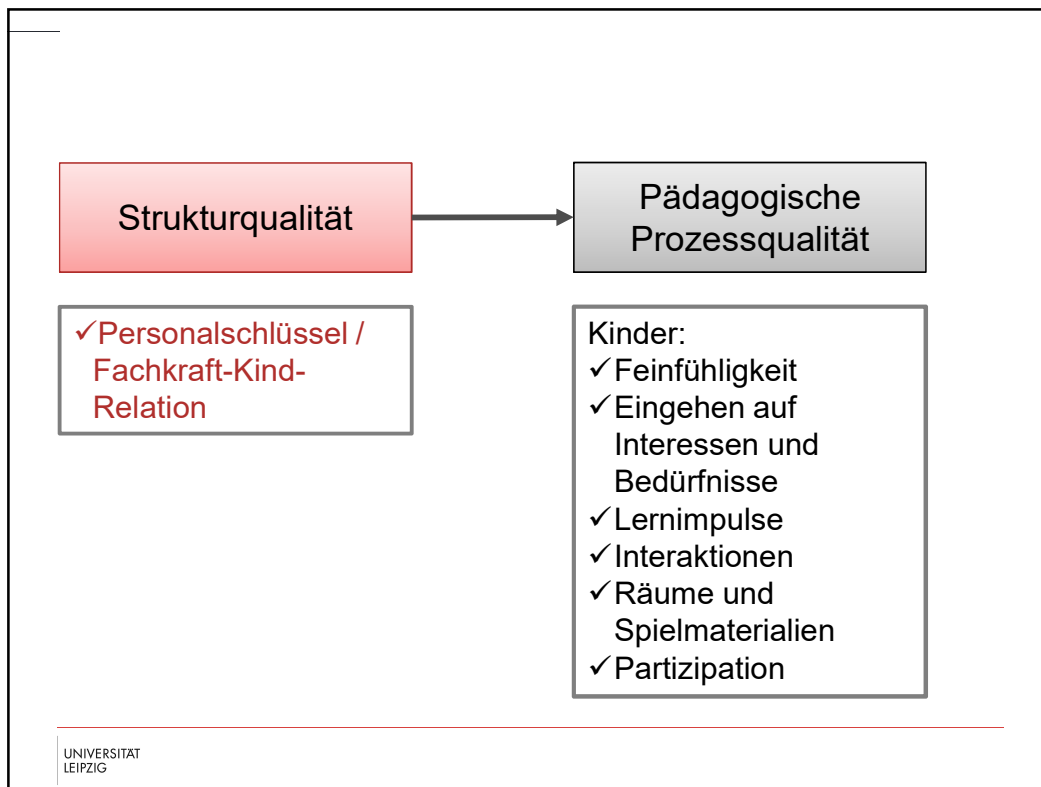 Strukturqualität
Pädagogische
Prozessqualität
✓Personalschlüssel /
Fachkraft-Kind-
Relation
Kinder:
✓Feinfühligkeit
✓Eingehen auf
Interessen und
Bedürfnisse
✓Lernimpulse
✓Interaktionen
✓Räume und
Spielmaterialien
✓Partizipation
UNIVERSITÄT
LEIPZIG